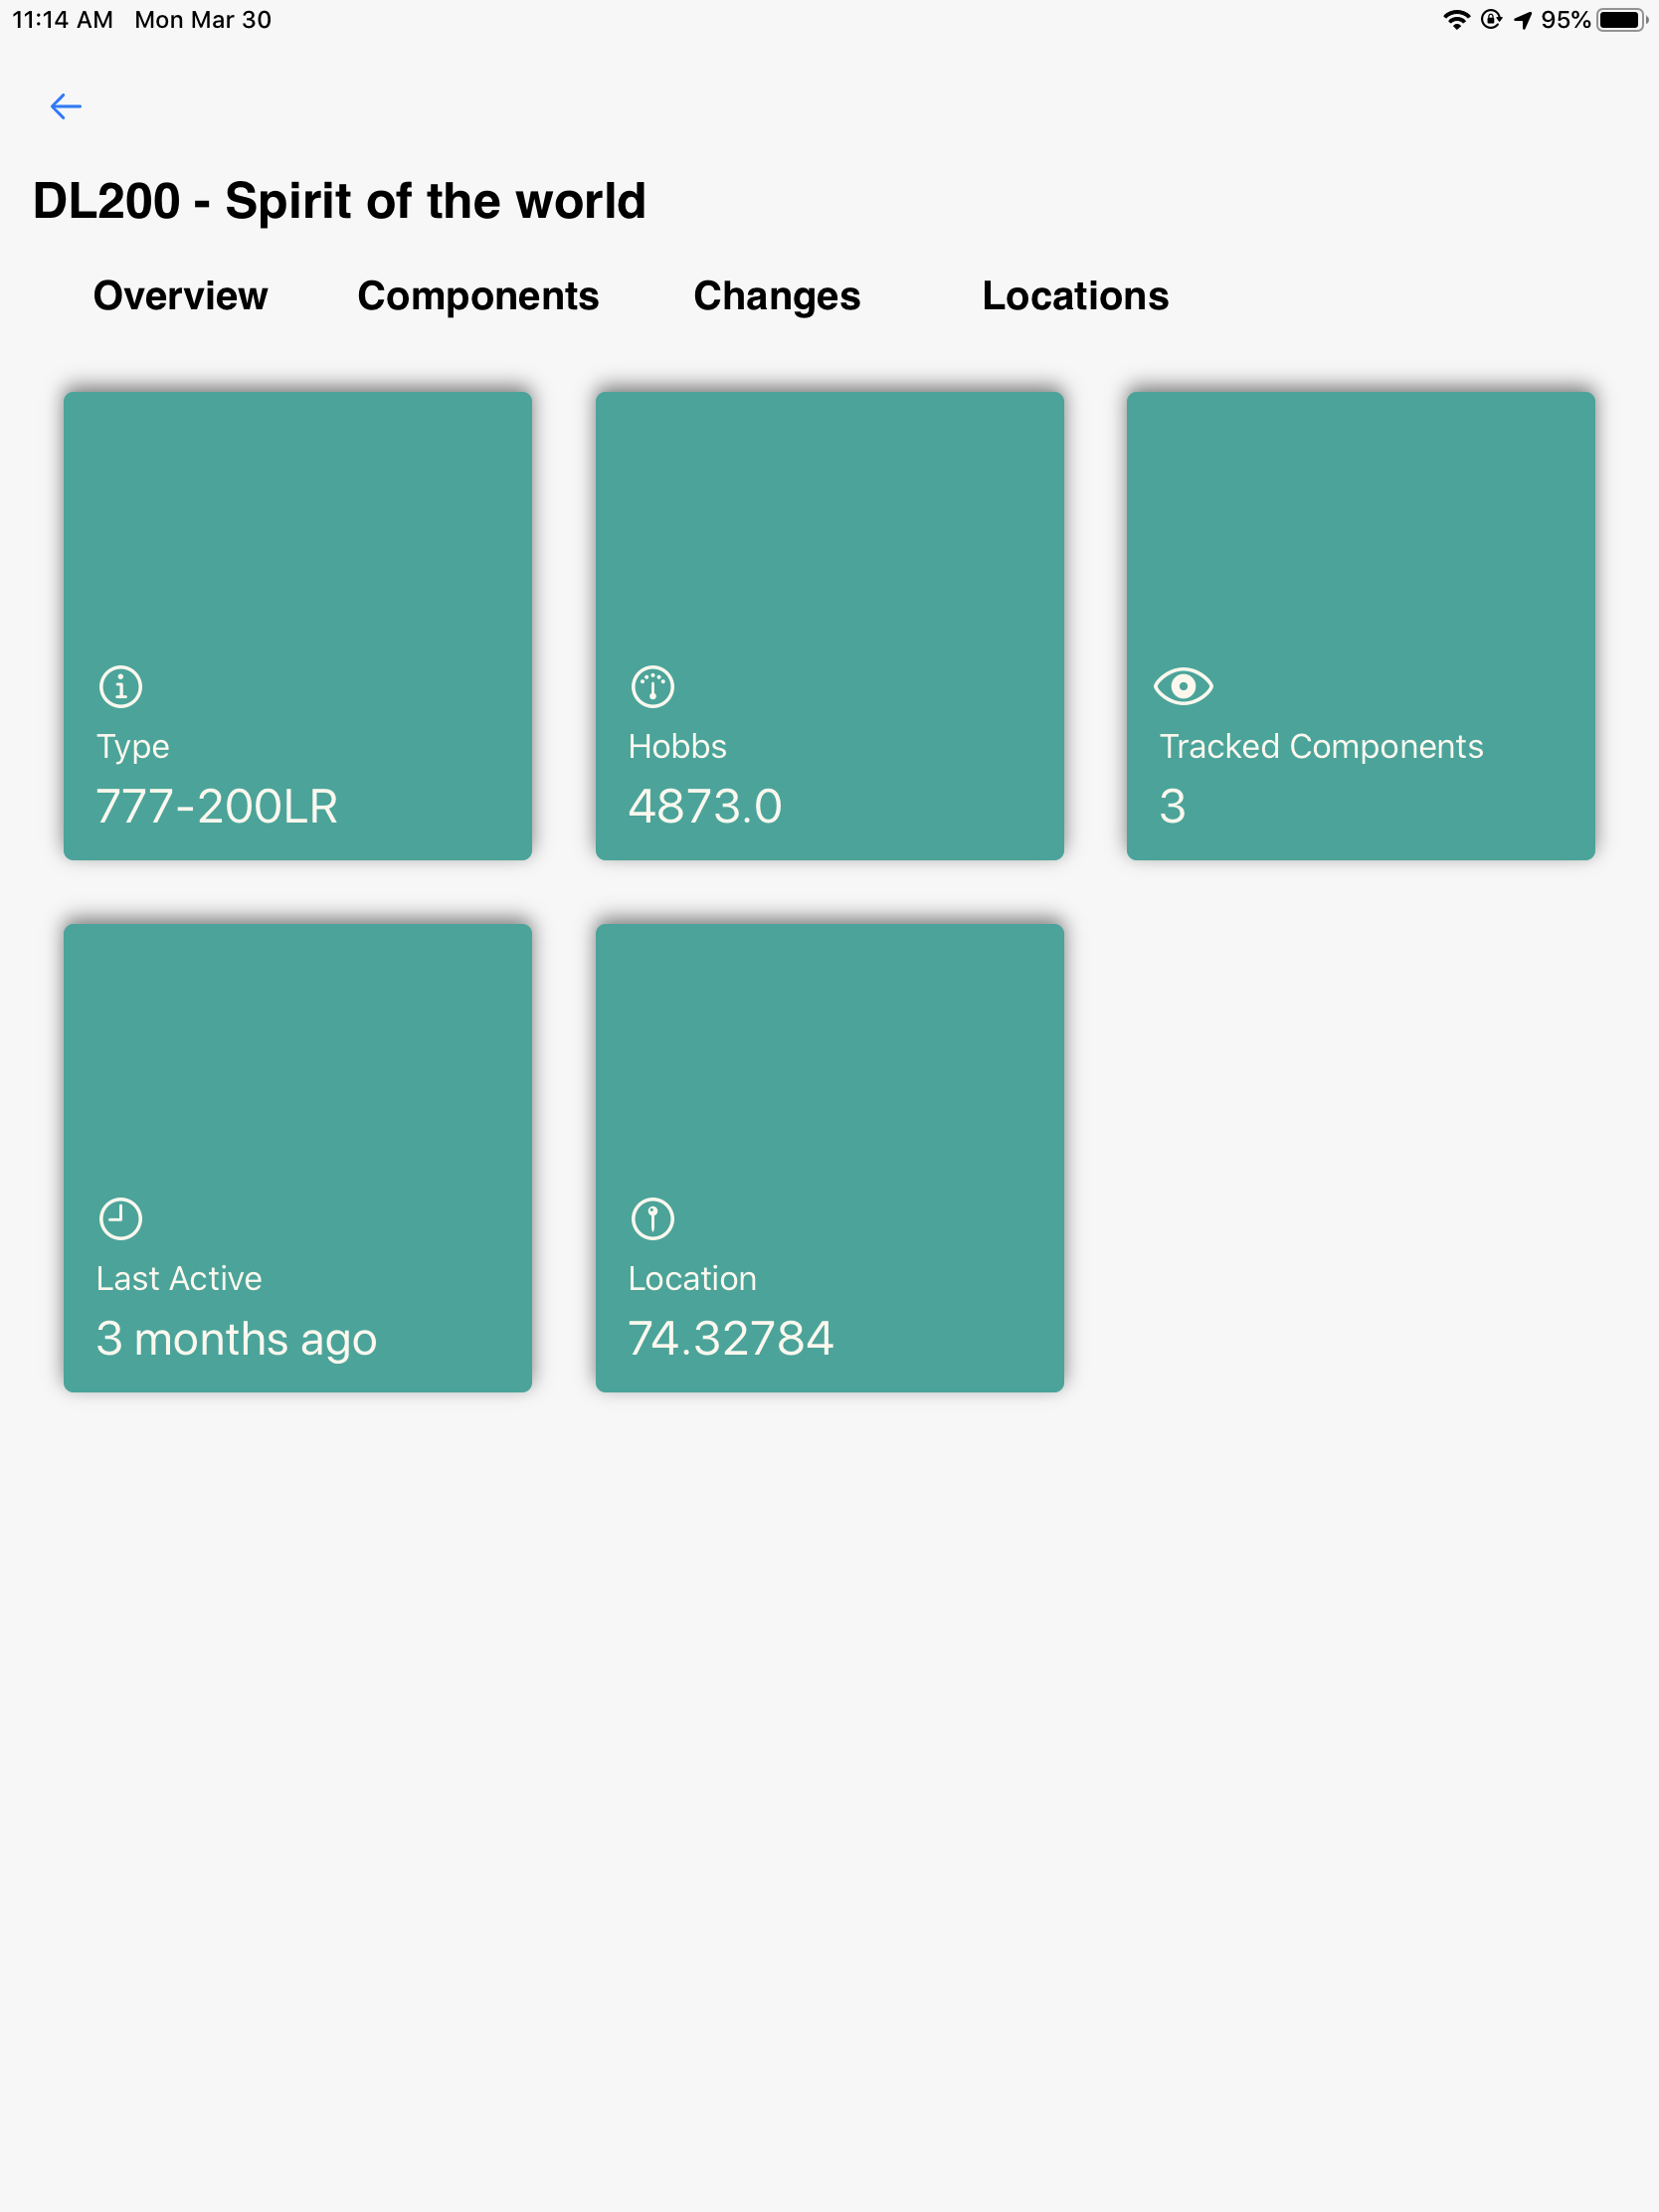 11:14 AM Mon Mar 30 95%
DL200 - Spirit of the world
Overview Components Changes Locations
Type
777-200LR
Hobbs
4873.0
Tracked Components
3
Last Active
3 months ago
Location
74.32784